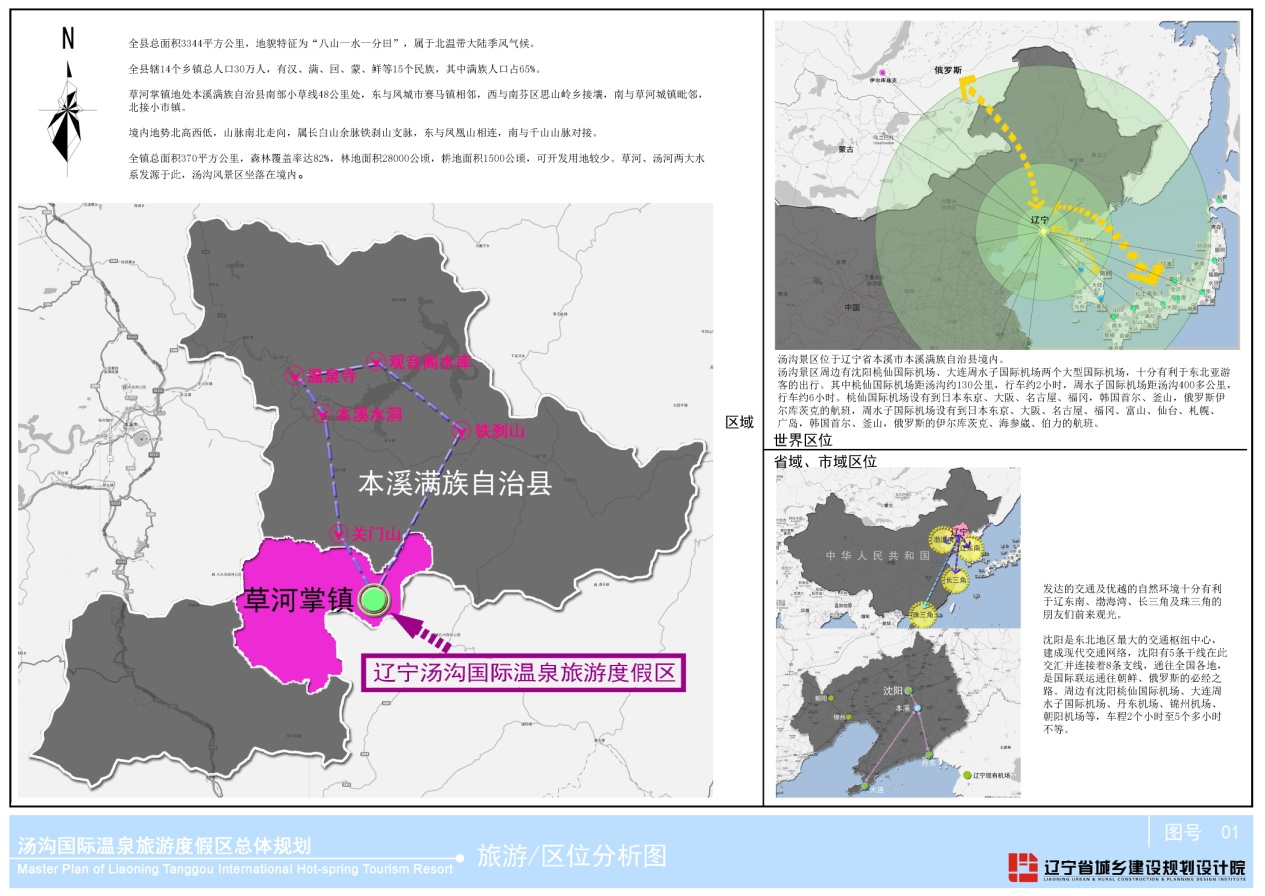 N
全县总面积3344平方公里，地貌特征为“八山一水一分田”，属于北温带大陆季风气候。
全县辖14个乡镇总人口30万人，有汉、满、回、蒙、鲜等15个民族，其中满族人口占65%。
草河掌镇地处本溪满族自治县南部小草线48公里处，东与凤城市赛马镇相邻，西与南芬区思山岭乡接壤，南与草河城镇毗邻，
北接小市镇。
境内地势北高西低，山脉南北走向，属长白山余脉铁刹山支脉，东与凤凰山相连，南与千山山脉对接。
全镇总面积370平方公里，森林覆盖率达82%，林地面积28000公顷，耕地面积1500公顷，可开发用地较少。草河、汤河两大水
系发源于此，汤沟风景区坐落在境内。
观音阁水库
温泉寺
本溪水洞
铁刹山
本溪满族自治县
关门山
草河掌镇
辽宁汤沟国际温泉旅游度假区
区域
俄罗斯
伊尔库茨克
蒙古
辽宁
中国
汤沟景区位于辽宁省本溪市本溪满族自治县境内。
汤沟景区周边有沈阳桃仙国际机场、大连周水子国际机场两个大型国际机场，十分有利于东北亚游
客的出行。其中桃仙国际机场距汤沟约130公里，行车约2小时，周水子国际机场距汤沟400多公里，
行车约6小时。桃仙国际机场设有到日本东京、大阪、名古屋、福冈，韩国首尔、釜山，俄罗斯伊
尔库茨克的航班，周水子国际机场设有到日本东京、大阪、名古屋、福冈、富山、仙台、札幌、
广岛，韩国首尔、釜山，俄罗斯的伊尔库茨克、海参崴、伯力的航班。
世界区位
省域、市域区位
中华人民共和国
辽宁
长三角
珠三角
发达的交通及优越的自然环境十分有利
于辽东南、渤海湾、长三角及珠三角的
朋友们前来观光。
沈阳是东北地区最大的交通枢纽中心，
建成现代交通网络，沈阳有5条干线在此
交汇并连接着8条支线，通往全国各地，
是国际联运通往朝鲜、俄罗斯的必经之
路。周边有沈阳桃仙国际机场、大连周
水子国际机场、丹东机场、锦州机场、
朝阳机场等，车程2个小时至5个多小时
不等。
沈阳
本溪
朝阳
锦州
丹东
大连
辽宁现有机场
汤沟国际温泉旅游度假区总体规划
Master Plan of Liaoning Tanggou International Hot-spring Tourism Resort
旅游/区位分析图
图号 01
辽宁省城乡建设规划设计院
LIAONING URBAN & RURAL CONSTRUCTION & PLANNING DESIGN INSTITUTE